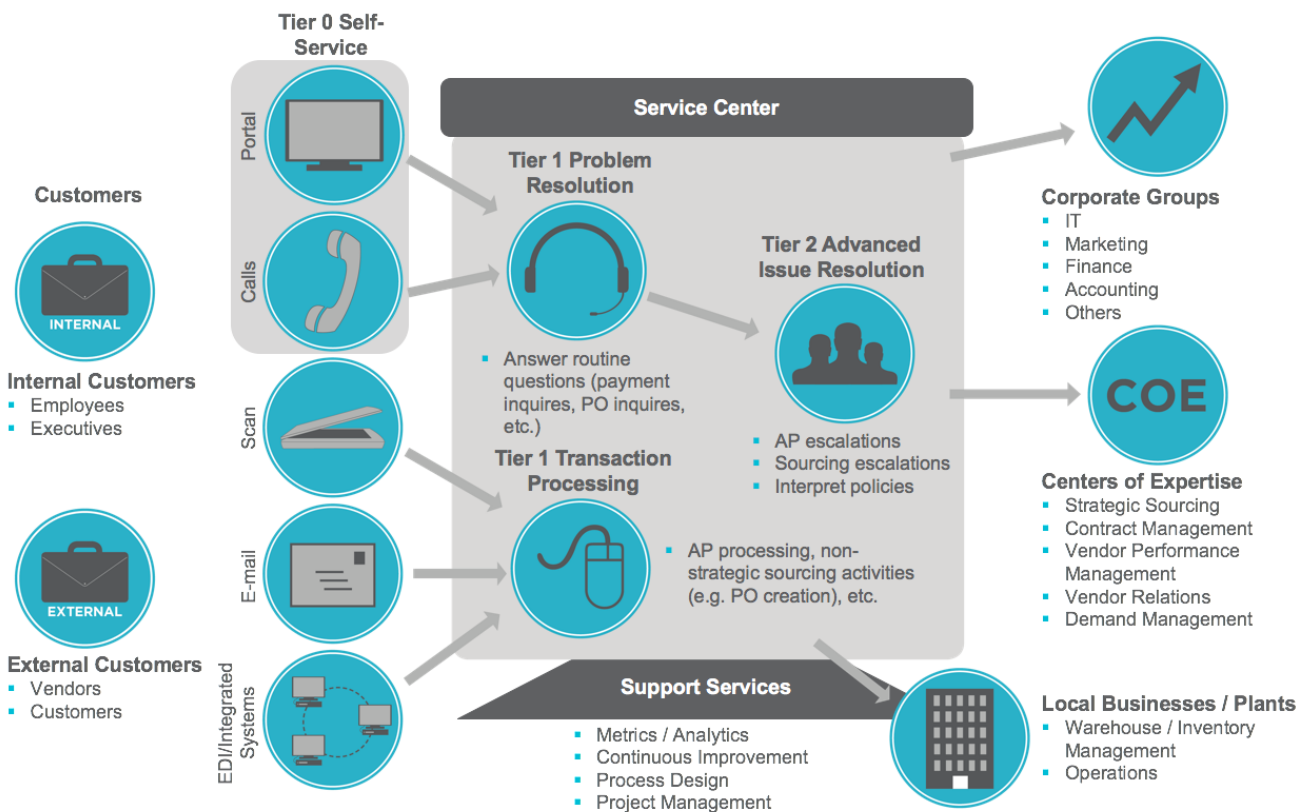 Tier 0 Self-
Service
Portal
Calls
Customers
INTERNAL
Internal Customers
▪ Employees
▪ Executives
EXTERNAL
External Customers
▪ Vendors
▪ Customers
Scan
E-mail
EDI/Integrated
Systems
Service Center
Tier 1 Problem
Resolution
▪ Answer routine
questions (payment
inquires, PO inquires,
etc.)
Tier 2 Advanced
Issue Resolution
▪ AP escalations
▪ Sourcing escalations
▪ Interpret policies
Tier 1 Transaction
Processing
▪ AP processing, non-
strategic sourcing activities
(e.g. PO creation), etc.
Support Services
▪ Metrics / Analytics
▪ Continuous Improvement
▪ Process Design
▪ Project Management
Corporate Groups
▪ IT
▪ Marketing
▪ Finance
▪ Accounting
▪ Others
COE
Centers of Expertise
▪ Strategic Sourcing
▪ Contract Management
▪ Vendor Performance
Management
▪ Vendor Relations
▪ Demand Management
Local Businesses / Plants
▪ Warehouse / Inventory
Management
▪ Operations